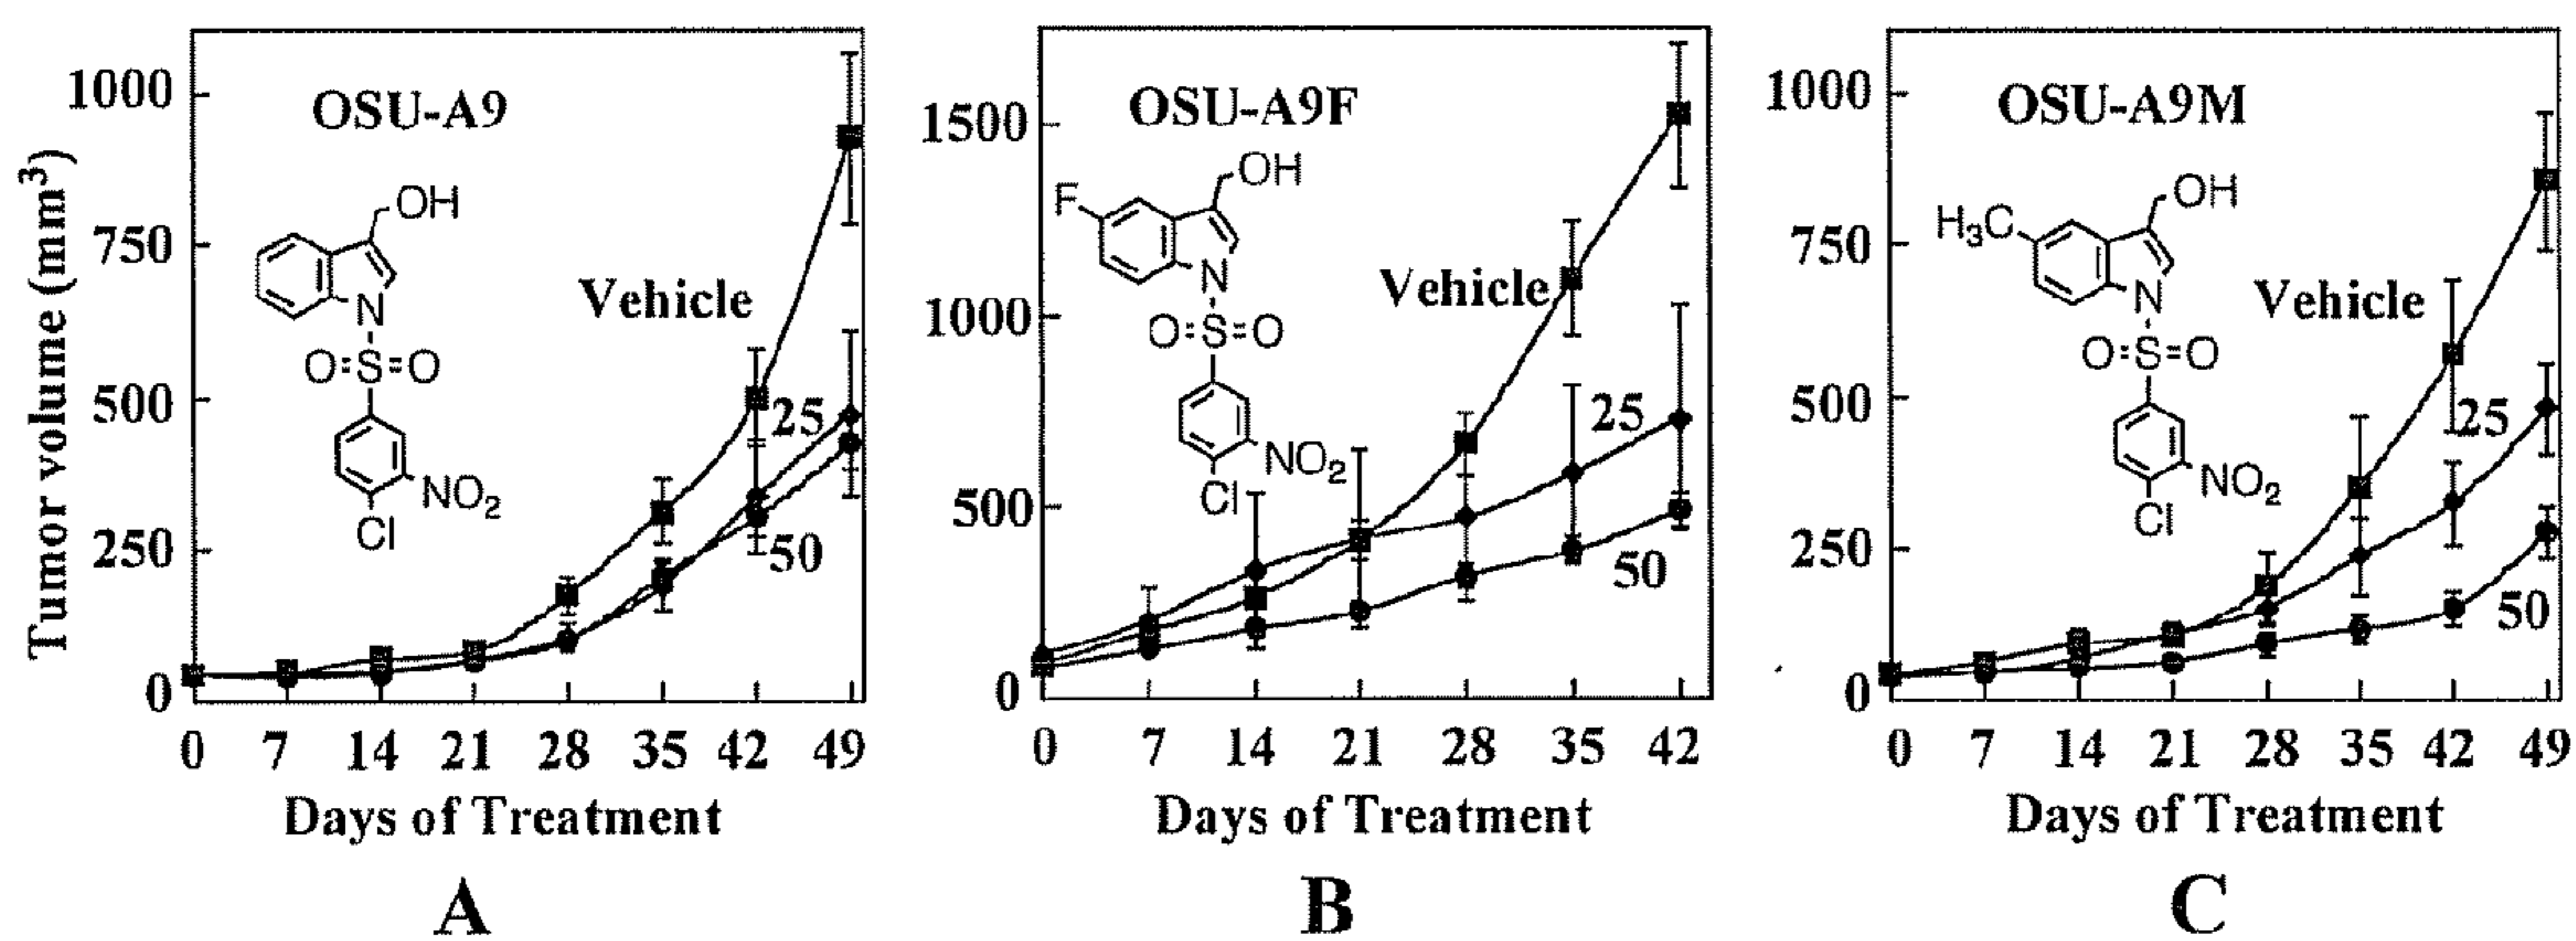 Tumor volume (mm³)
1000
750
500
250
0
OSU-A9
OH
N
O=S=O
NO₂
Cl
Vehicle
25
50
0 7 14 21 28 35 42 49
Days of Treatment
A
1500
1000
500
0
OSU-A9F
OH
F
N
O=S=O
NO₂
Cl
Vehicle
25
50
0 7 14 21 28 35 42
Days of Treatment
B
1000
750
500
250
0
OSU-A9M
OH
H₃C
N
O=S=O
NO₂
Cl
Vehicle
25
50
0 7 14 21 28 35 42 49
Days of Treatment
C